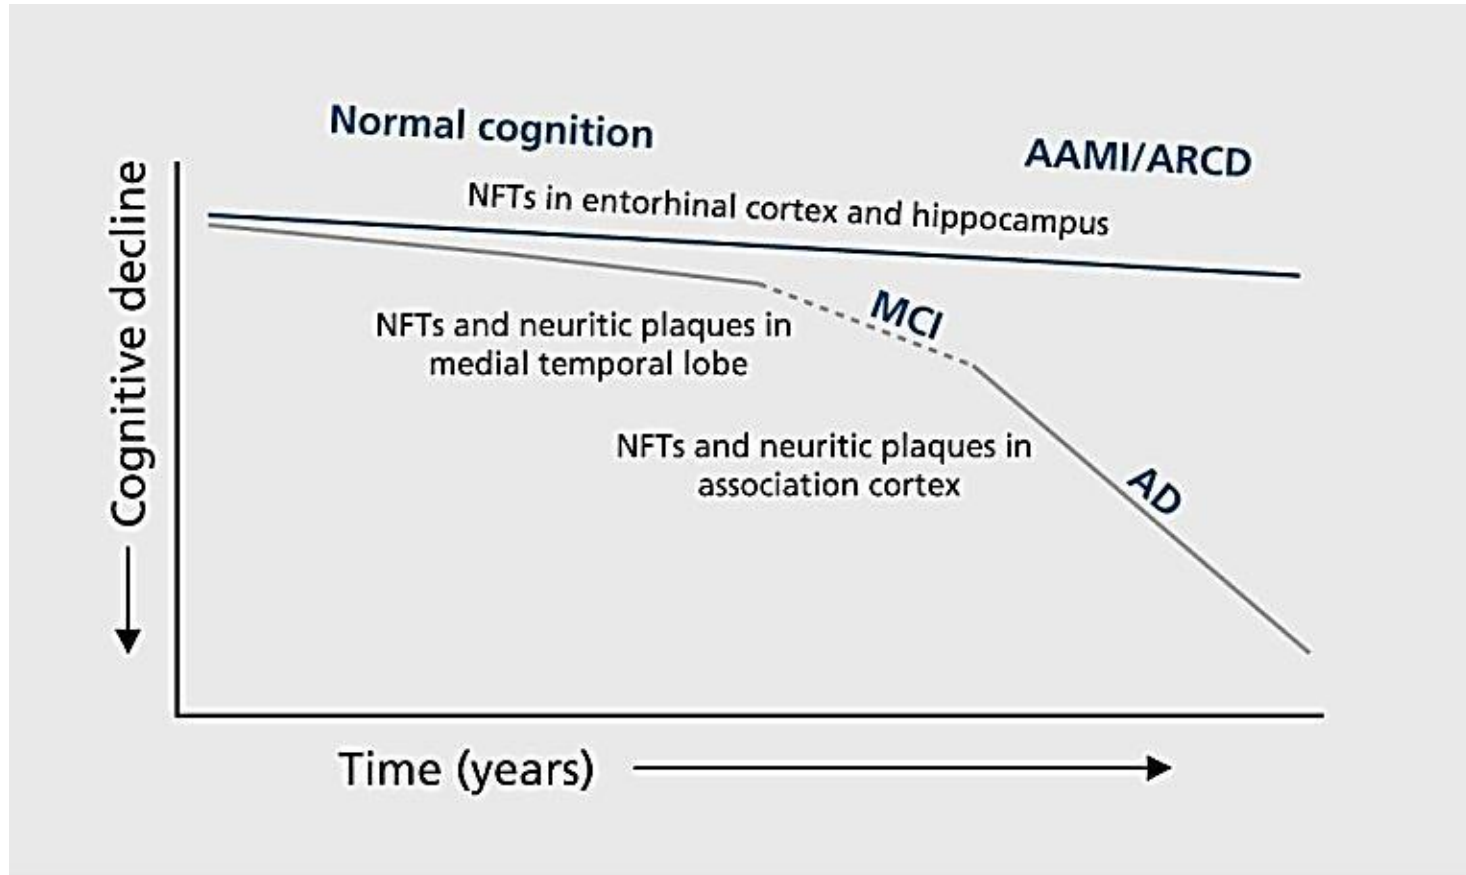 Normal cognition
AAMI/ARCD
NFTs in entorhinal cortex and hippocampus
MCI
NFTs and neuritic plaques in
medial temporal lobe
NFTs and neuritic plaques in
association cortex
AD
Cognitive decline
Time (years)